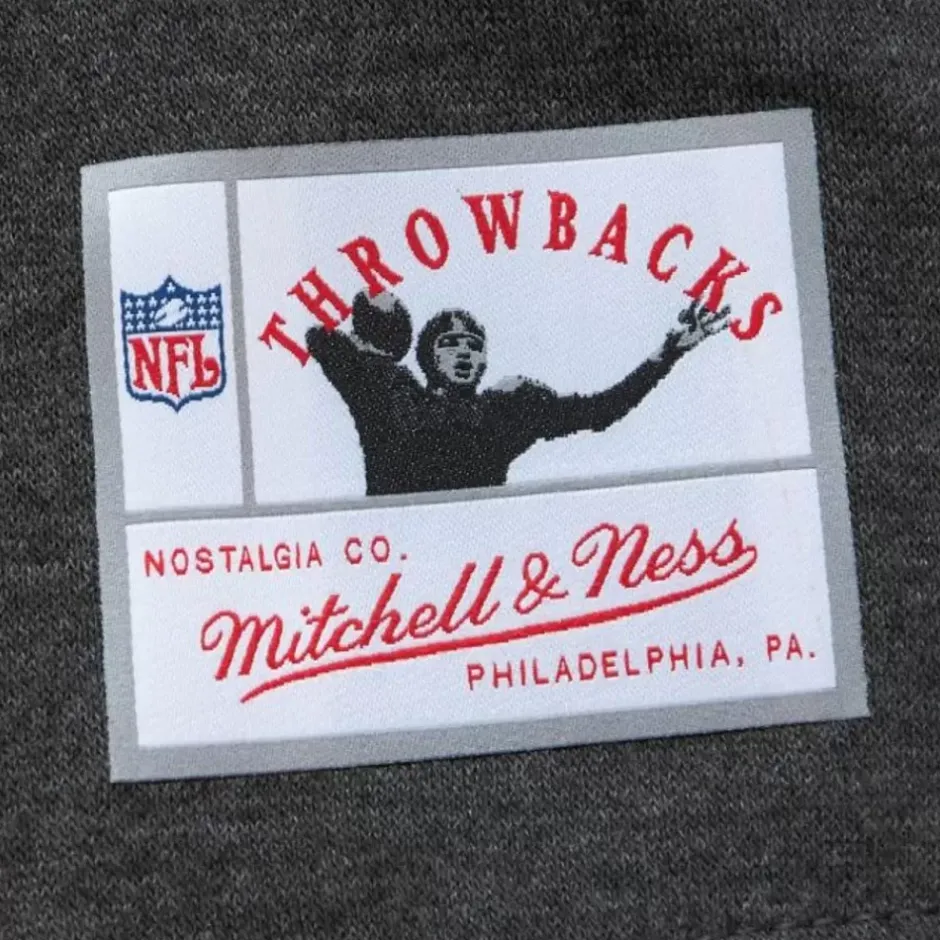 THROWBACKS
NFL
NOSTALGIA CO.
Mitchell & Ness
PHILADELPHIA, PA.